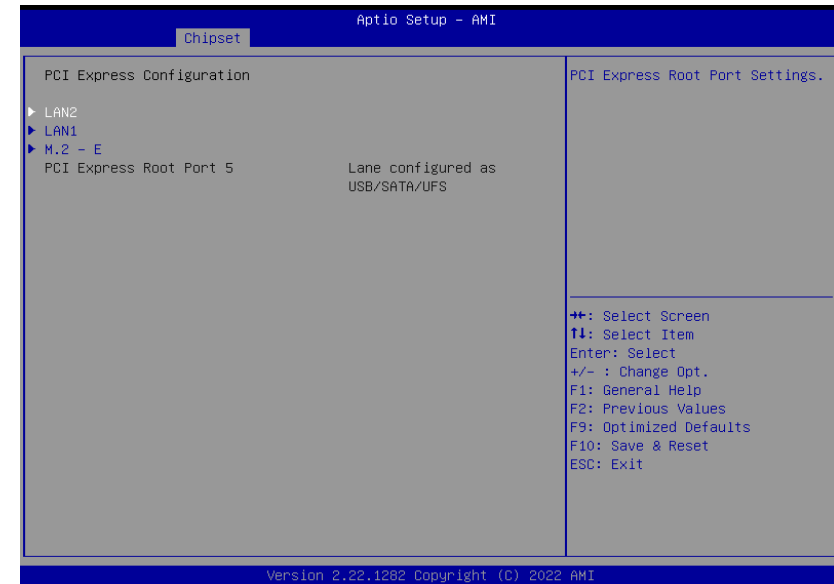 Aptio Setup – AMI
Chipset
PCI Express Configuration
▶ LAN2
▶ LAN1
▶ M.2 – E
PCI Express Root Port 5 Lane configured as
USB/SATA/UFS
PCI Express Root Port Settings.
→←: Select Screen
↑↓: Select Item
Enter: Select
+/- : Change Opt.
F1: General Help
F2: Previous Values
F9: Optimized Defaults
F10: Save & Reset
ESC: Exit
Version 2.22.1282 Copyright (C) 2022 AMI